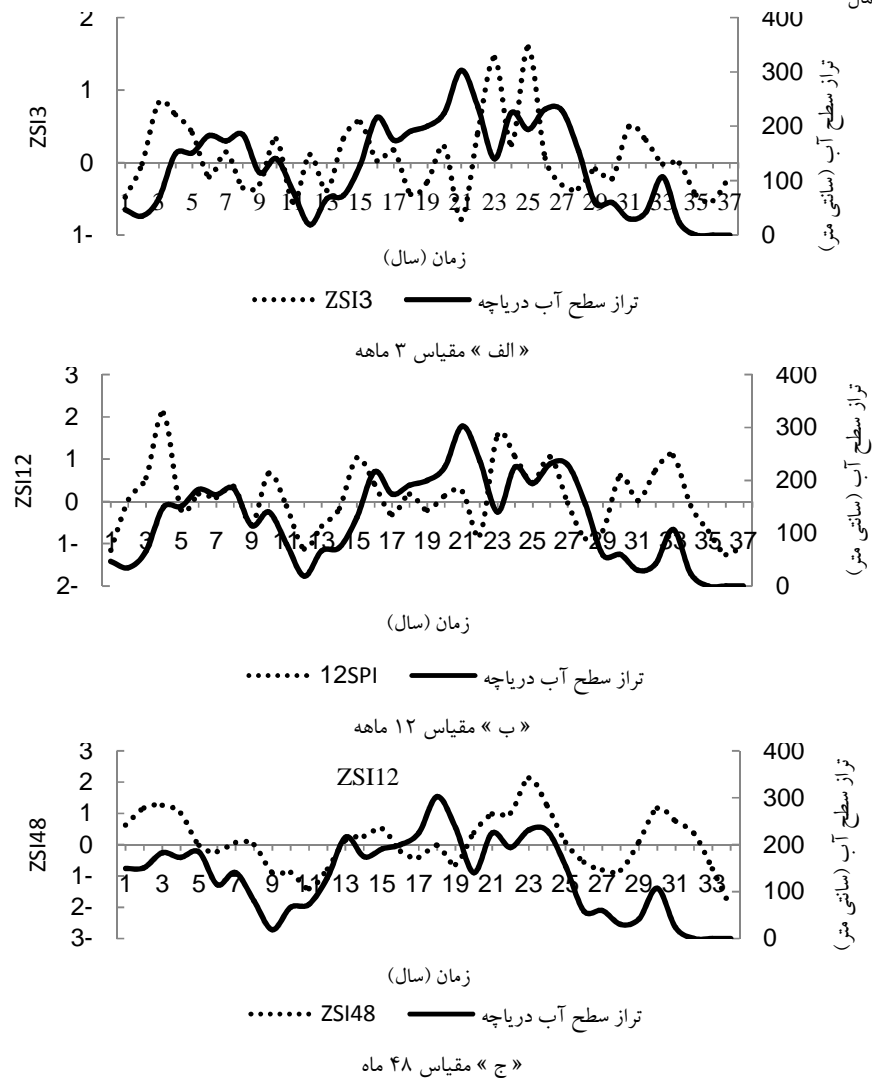 سال
2
1
0
1-
ZSI3
400
300
200
100
0
تراز سطح آب (سانتی متر)
1 3 5 7 9 11 13 15 17 19 21 23 25 27 29 31 33 35 37
زمان (سال)
ZSI3 تراز سطح آب دریاچه
« الف » مقیاس ۳ ماهه
3
2
1
0
1-
2-
ZSI12
400
300
200
100
0
تراز سطح آب (سانتی متر)
1 3 5 7 9 11 13 15 17 19 21 23 25 27 29 31 33 35 37
زمان (سال)
12SPI تراز سطح آب دریاچه
« ب » مقیاس ۱۲ ماهه
3
2
1
0
1-
2-
3-
ZSI48
ZSI12
400
300
200
100
0
تراز سطح آب (سانتی متر)
1 3 5 7 9 11 13 15 17 19 21 23 25 27 29 31 33
زمان (سال)
ZSI48 تراز سطح آب دریاچه
« ج » مقیاس ۴۸ ماه